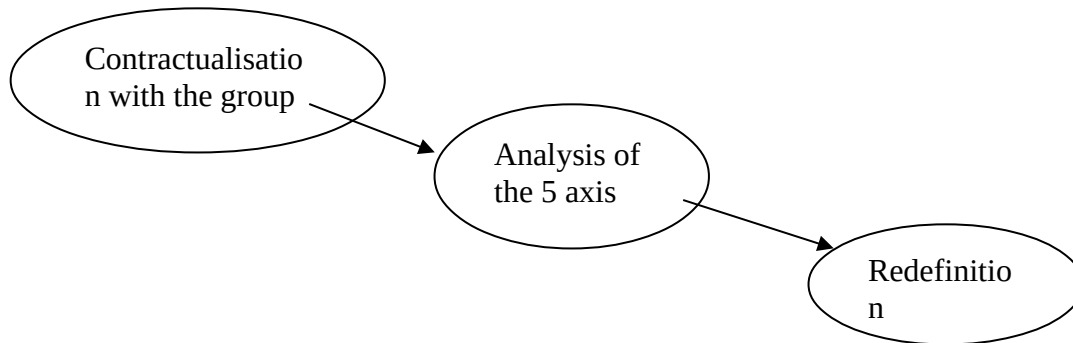 Contractualisatio
n with the group
Analysis of
the 5 axis
Redefinitio
n